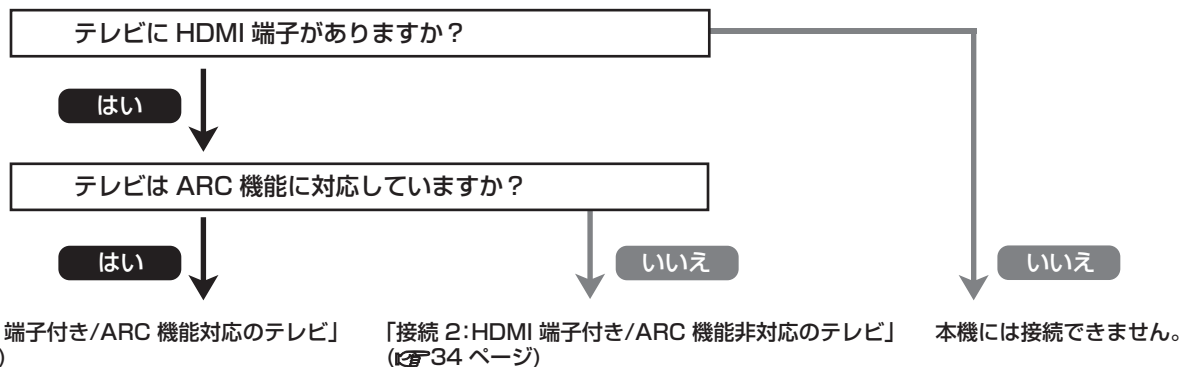 テレビに HDMI 端子がありますか？
はい
テレビは ARC 機能に対応していますか？
はい
いいえ
いいえ
端子付き/ARC 機能対応のテレビ」
)
「接続 2:HDMI 端子付き/ARC 機能非対応のテレビ」
(☞34 ページ)
本機には接続できません。